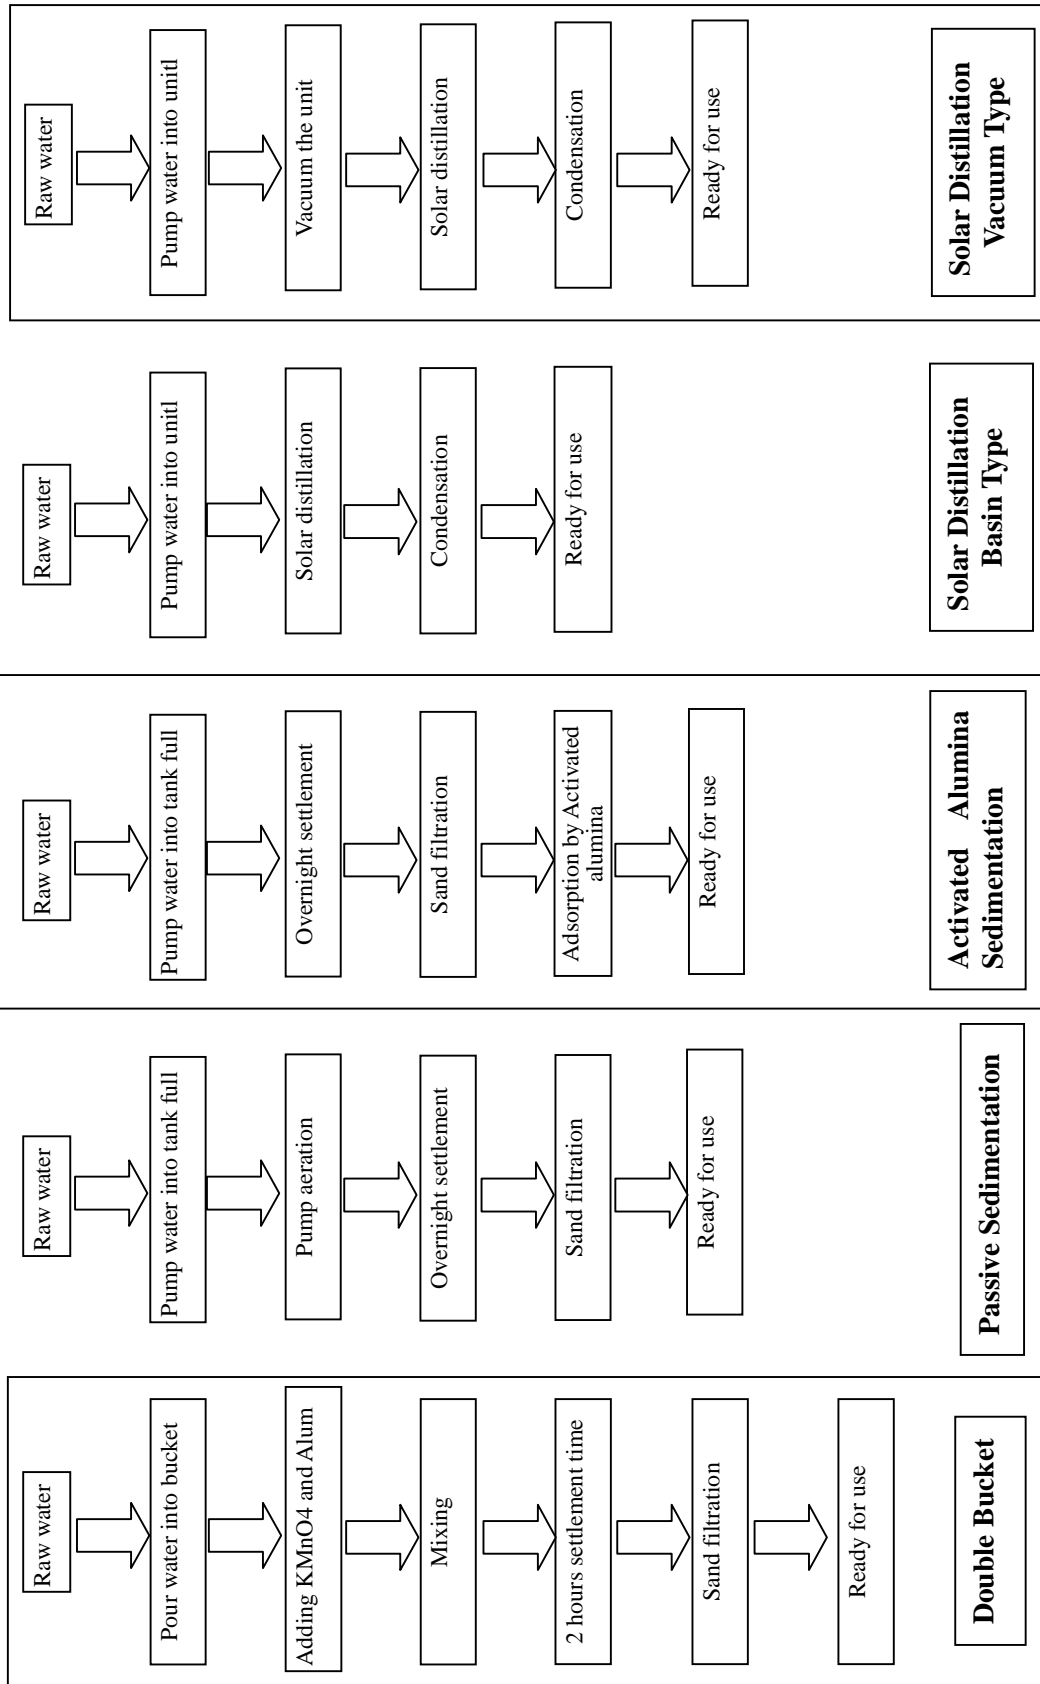 Raw water
Pour water into bucket
Adding KMnO4 and Alum
Mixing
2 hours settlement time
Sand filtration
Ready for use
Double Bucket
Raw water
Pump water into tank full
Pump aeration
Overnight settlement
Sand filtration
Ready for use
Passive Sedimentation
Raw water
Pump water into tank full
Overnight settlement
Sand filtration
Adsorption by Activated
alumina
Ready for use
Activated Alumina
Sedimentation
Raw water
Pump water into unitl
Solar distillation
Condensation
Ready for use
Solar Distillation
Basin Type
Raw water
Pump water into unitl
Vacuum the unit
Solar distillation
Condensation
Ready for use
Solar Distillation
Vacuum Type